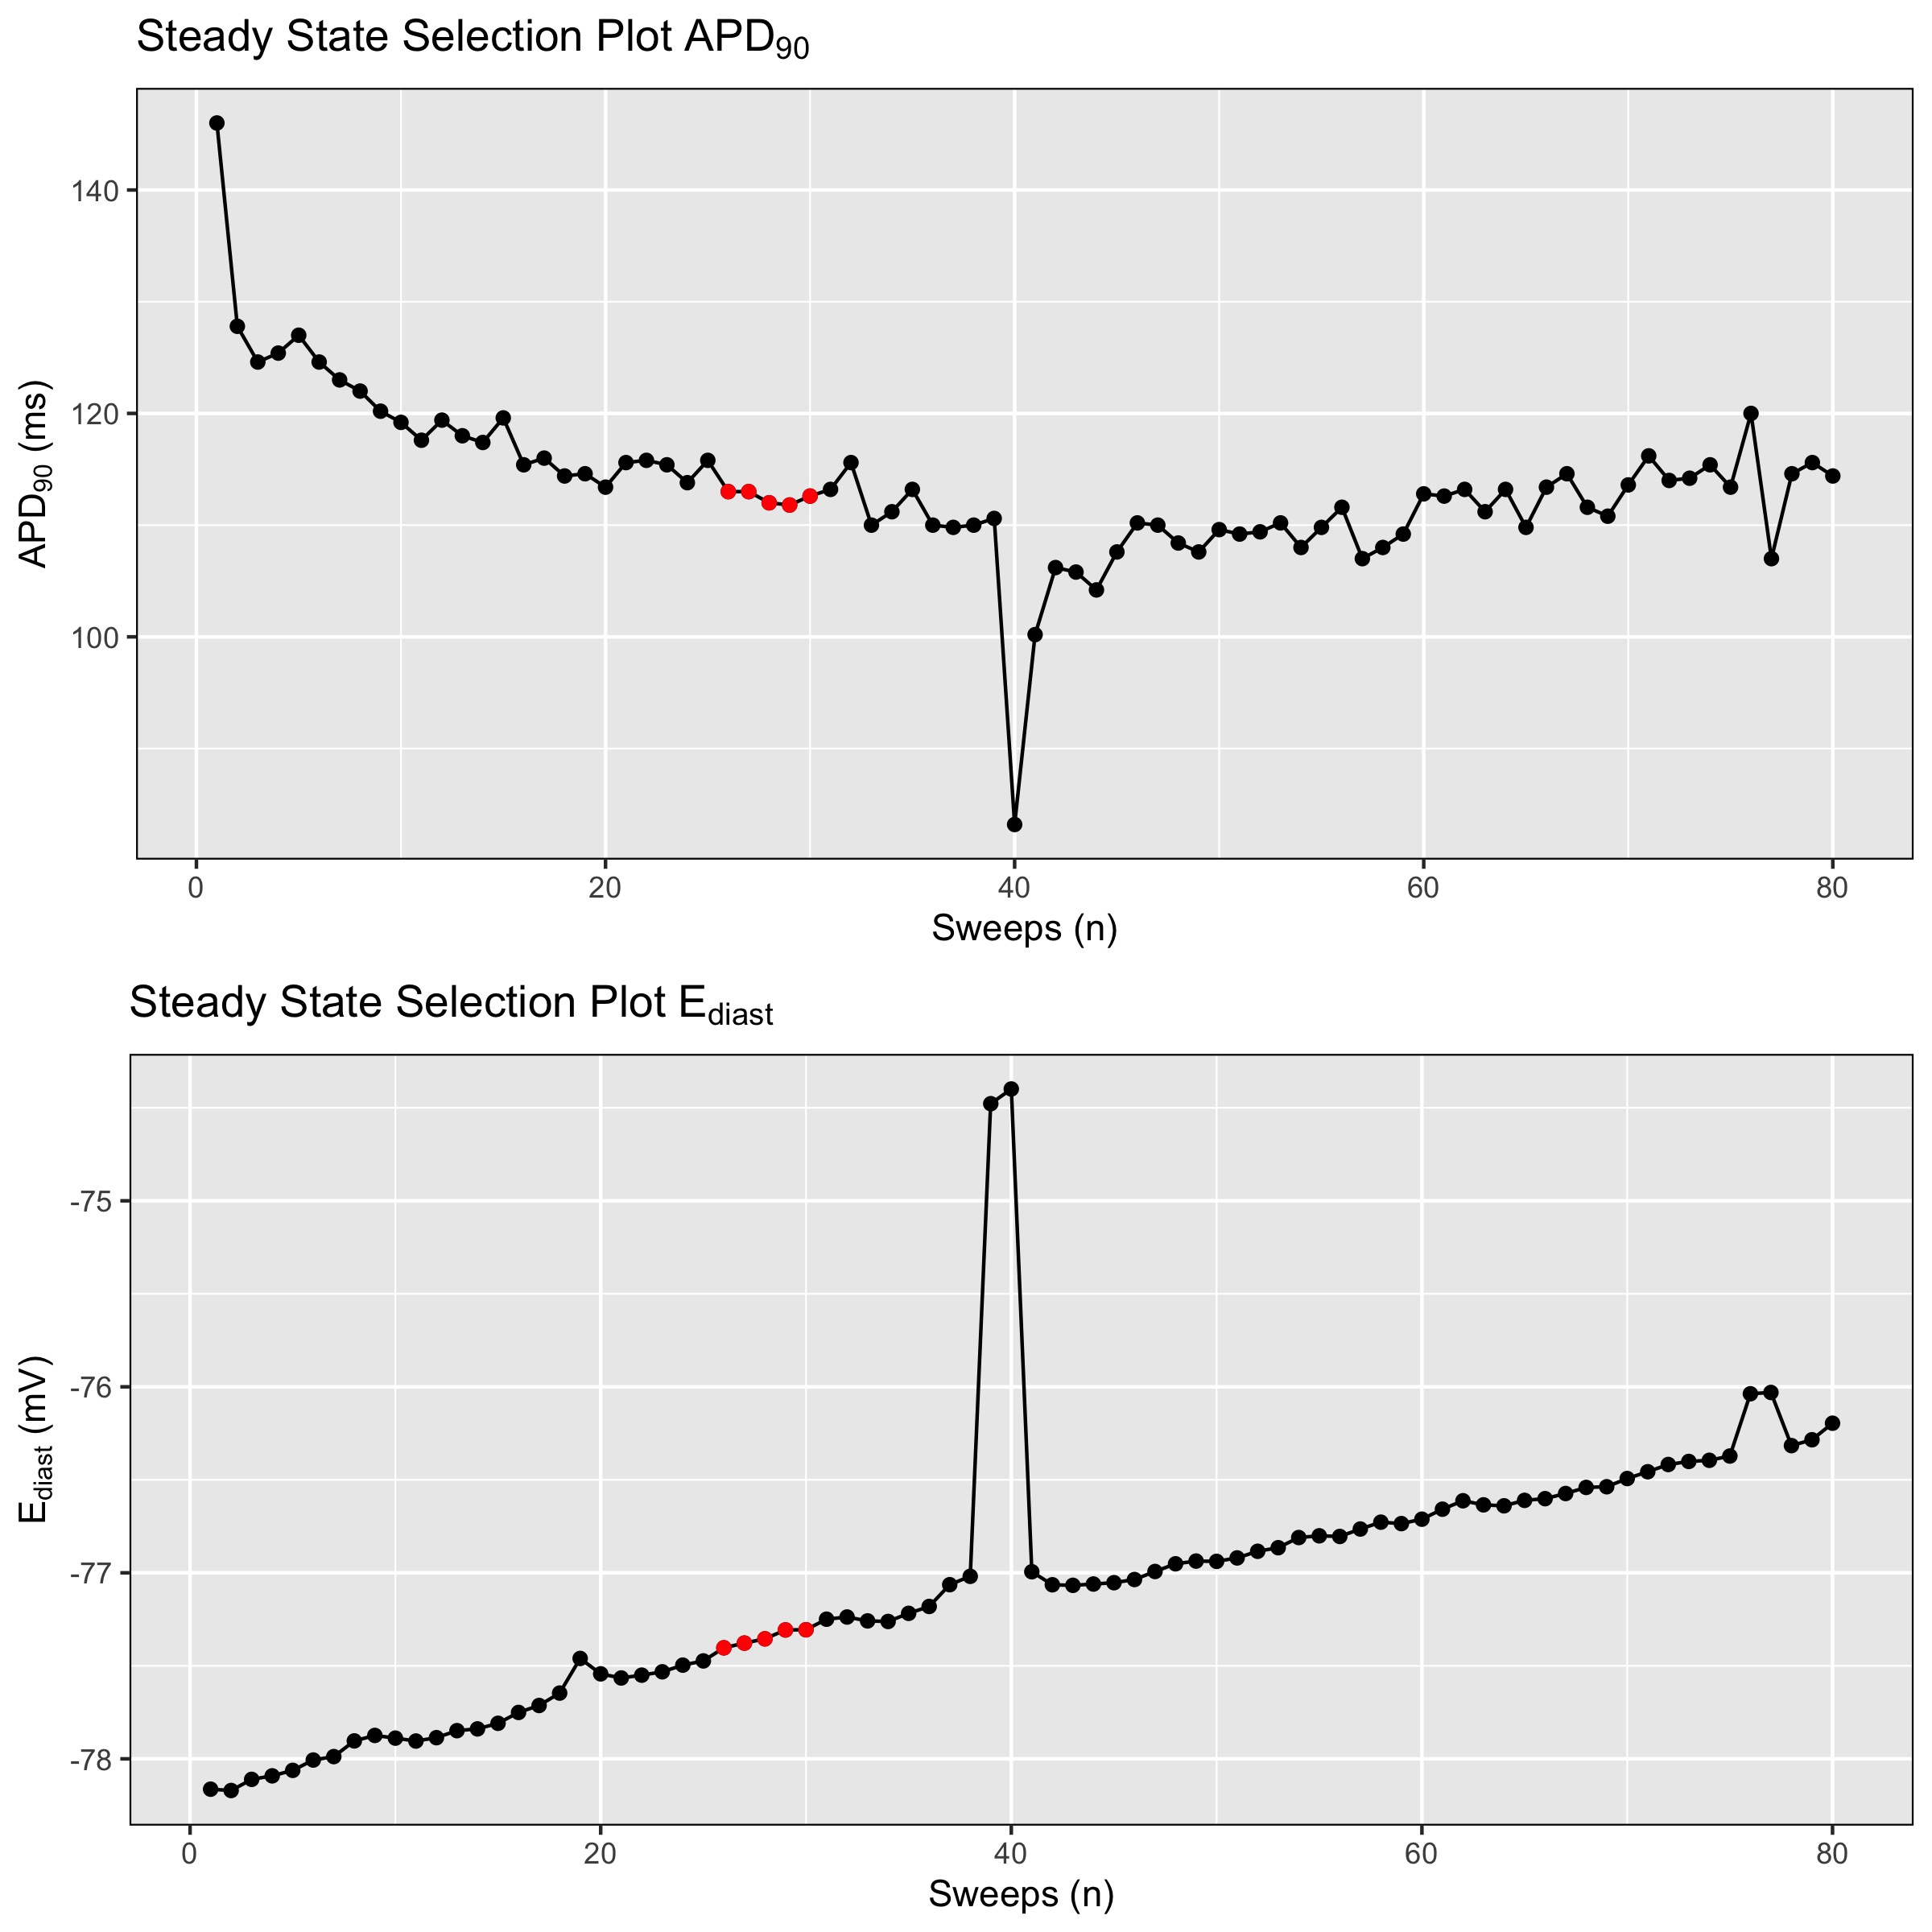 Steady State Selection Plot APD90
140
120
100
APD90 (ms)
0 20 40 60 80
Sweeps (n)
Steady State Selection Plot Ediast
-75
-76
-77
-78
Ediast (mV)
0 20 40 60 80
Sweeps (n)